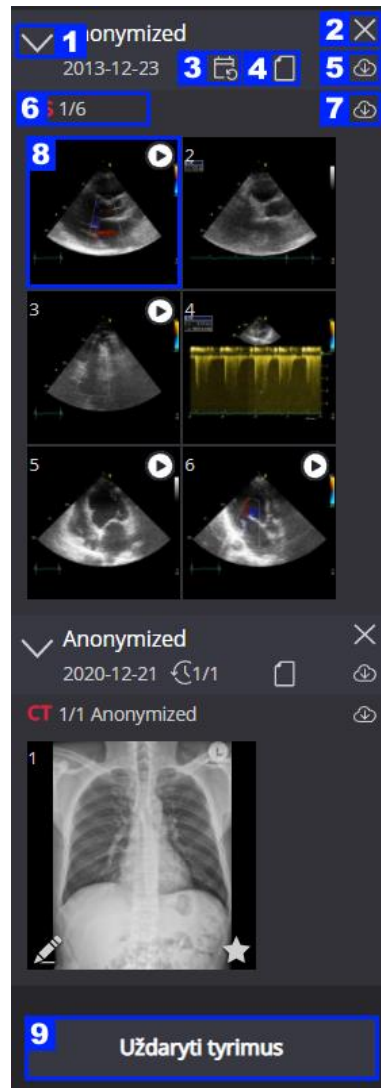 1 onymized 2
2013-12-23 3 4 5
6 S 1/6 7
8 2
3 4
5 6
Anonymized
2020-12-21 1/1
CT 1/1 Anonymized
1 L
9
Uždaryti tyrimus